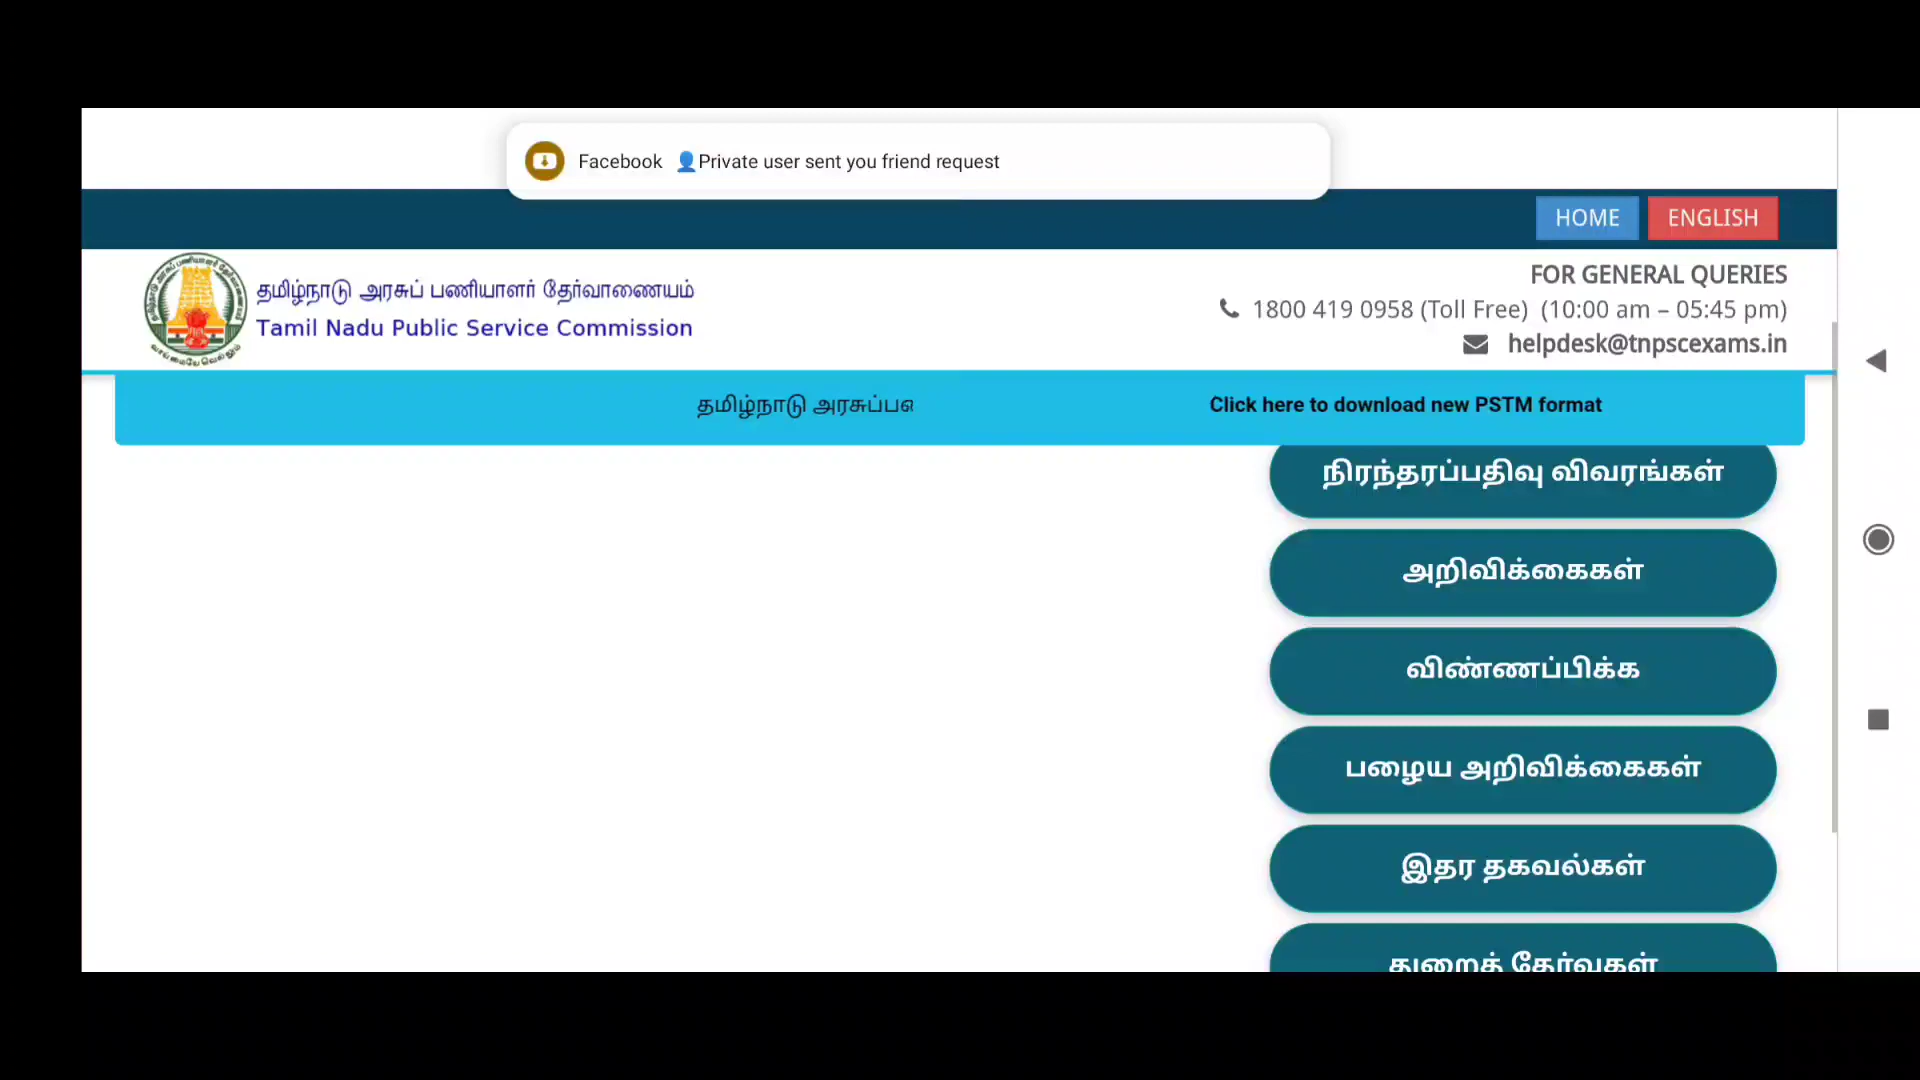 Facebook 👤Private user sent you friend request
HOME ENGLISH
தமிழ்நாடு அரசுப் பணியாளர் தேர்வாணையம்
Tamil Nadu Public Service Commission
FOR GENERAL QUERIES
1800 419 0958 (Toll Free) (10:00 am – 05:45 pm)
helpdesk@tnpscexams.in
தமிழ்நாடு Click here to download new PSTM format
நிரந்தரப்பதிவு விவரங்கள்
அறிவிக்கைகள்
விண்ணப்பிக்க
பழைய அறிவிக்கைகள்
இதர தகவல்கள்
துறைத் தேர்வுகள்